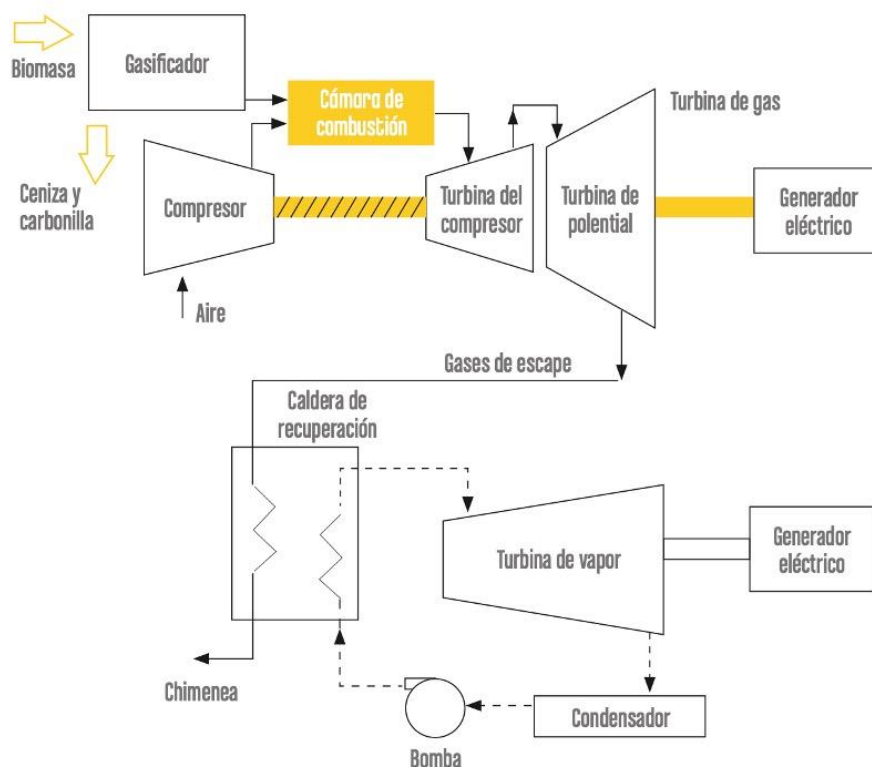 Biomasa
Gasificador
Cámara de
combustión
Turbina de gas
Ceniza y
carbonilla
Compresor
Turbina del
compresor
Turbina de
polential
Generador
eléctrico
Aire
Gases de escape
Caldera de
recuperación
Turbina de vapor
Generador
eléctrico
Chimenea
Condensador
Bomba